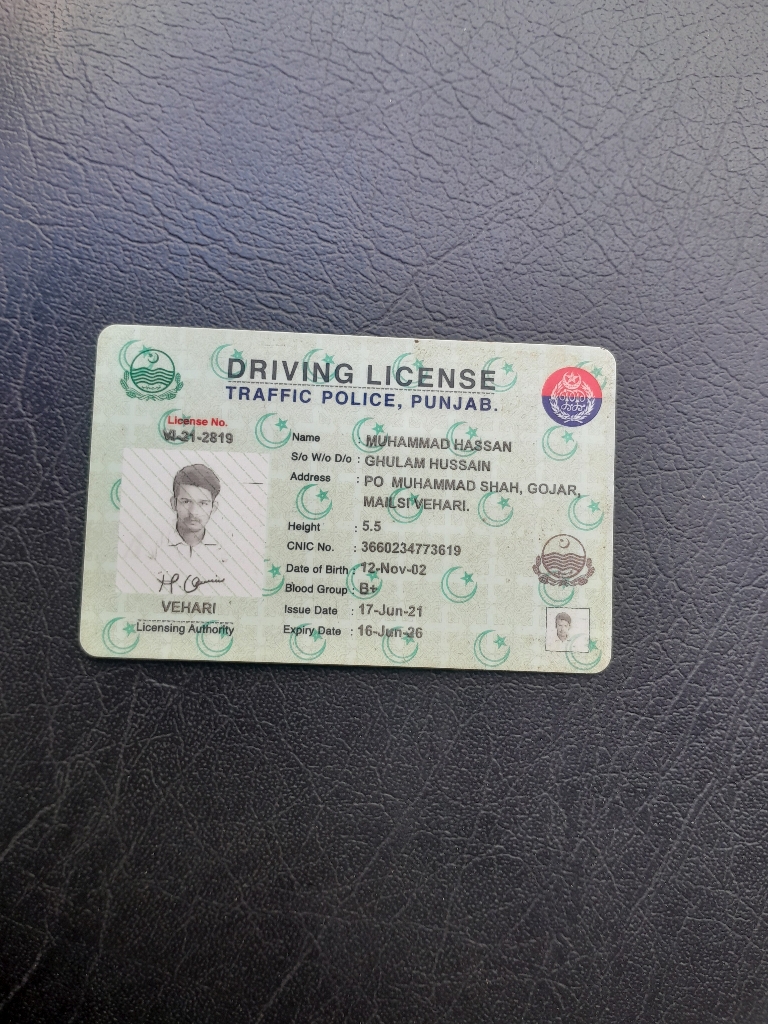 DRIVING LICENSE
TRAFFIC POLICE, PUNJAB.
License No.
-21-2819
Name : MUHAMMAD HASSAN
S/o W/o D/o : GHULAM HUSSAIN
Address : PO MUHAMMAD SHAH, GOJAR,
MAILSI VEHARI.
Height : 5.5
CNIC No. : 3660234773619
Date of Birth : 12-Nov-02
Blood Group : B+
Issue Date : 17-Jun-21
Expiry Date : 16-Jun-26
VEHARI
Licensing Authority